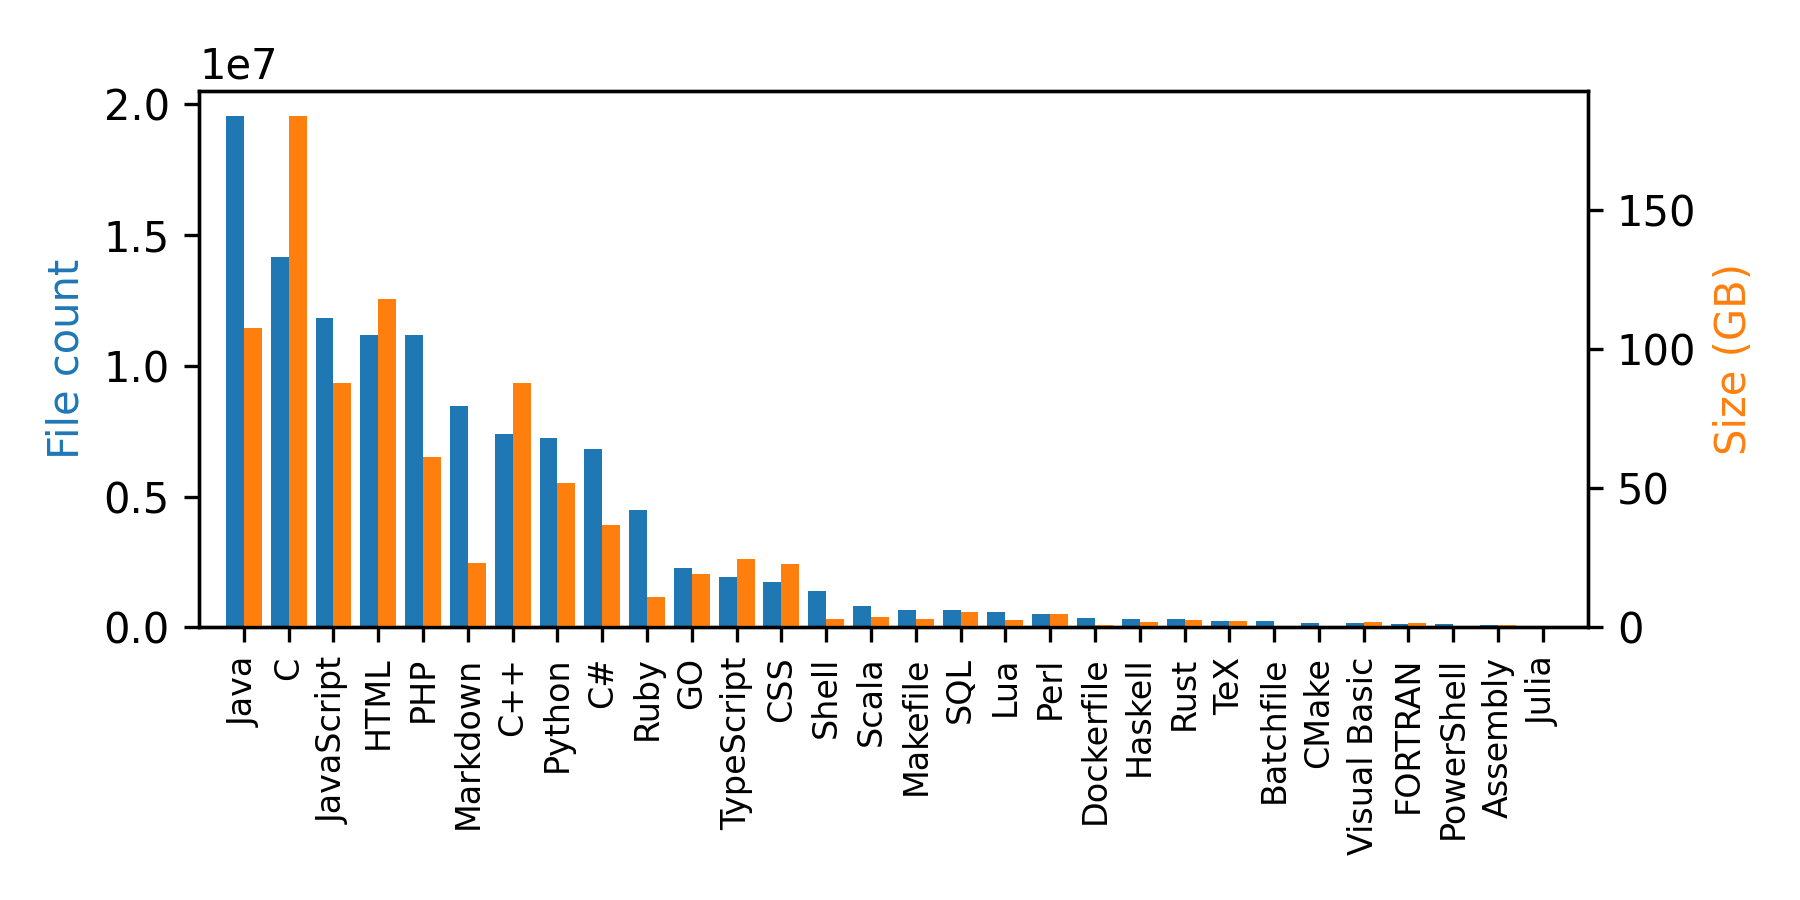 1e7
2.0
1.5
1.0
0.5
0.0
File count
150
100
50
0
Size (GB)
Java
C
JavaScript
HTML
PHP
Markdown
C++
Python
C#
Ruby
GO
TypeScript
CSS
Shell
Scala
Makefile
SQL
Lua
Perl
Dockerfile
Haskell
Rust
TeX
Batchfile
CMake
Visual Basic
FORTRAN
PowerShell
Assembly
Julia